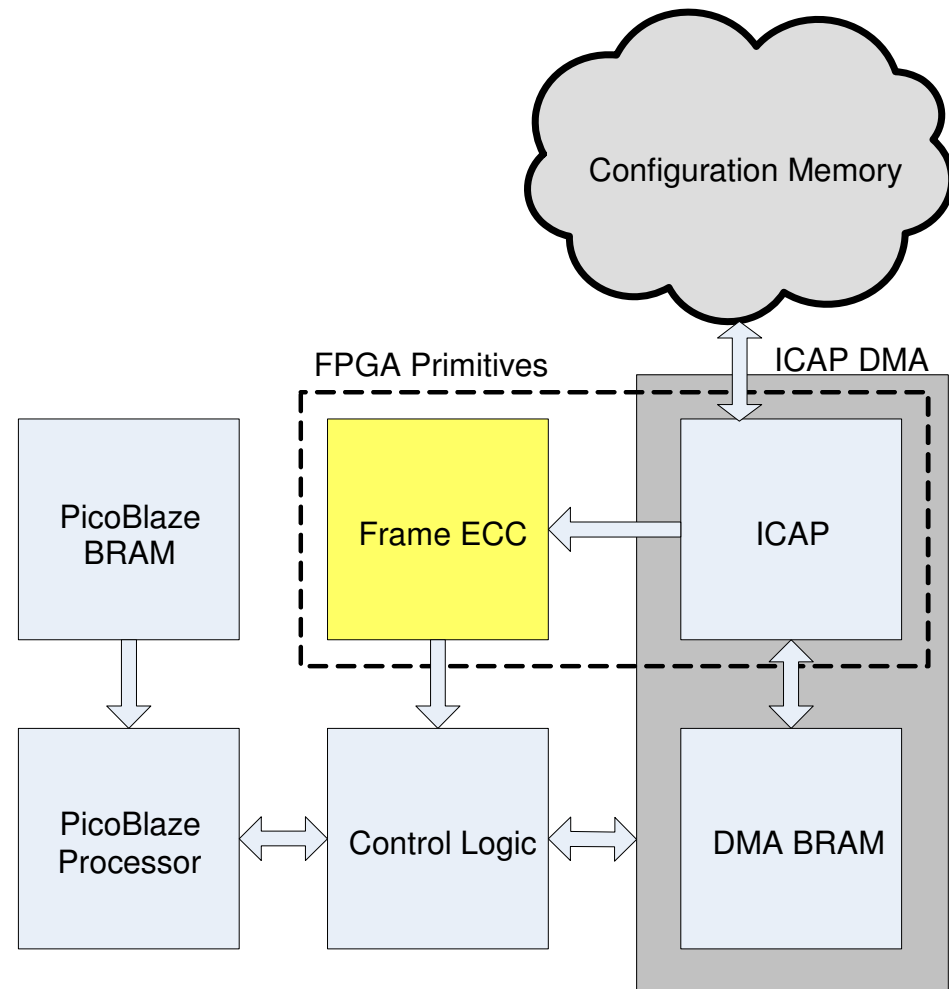 Configuration Memory
FPGA Primitives
ICAP DMA
PicoBlaze
BRAM
Frame ECC
ICAP
PicoBlaze
Processor
Control Logic
DMA BRAM